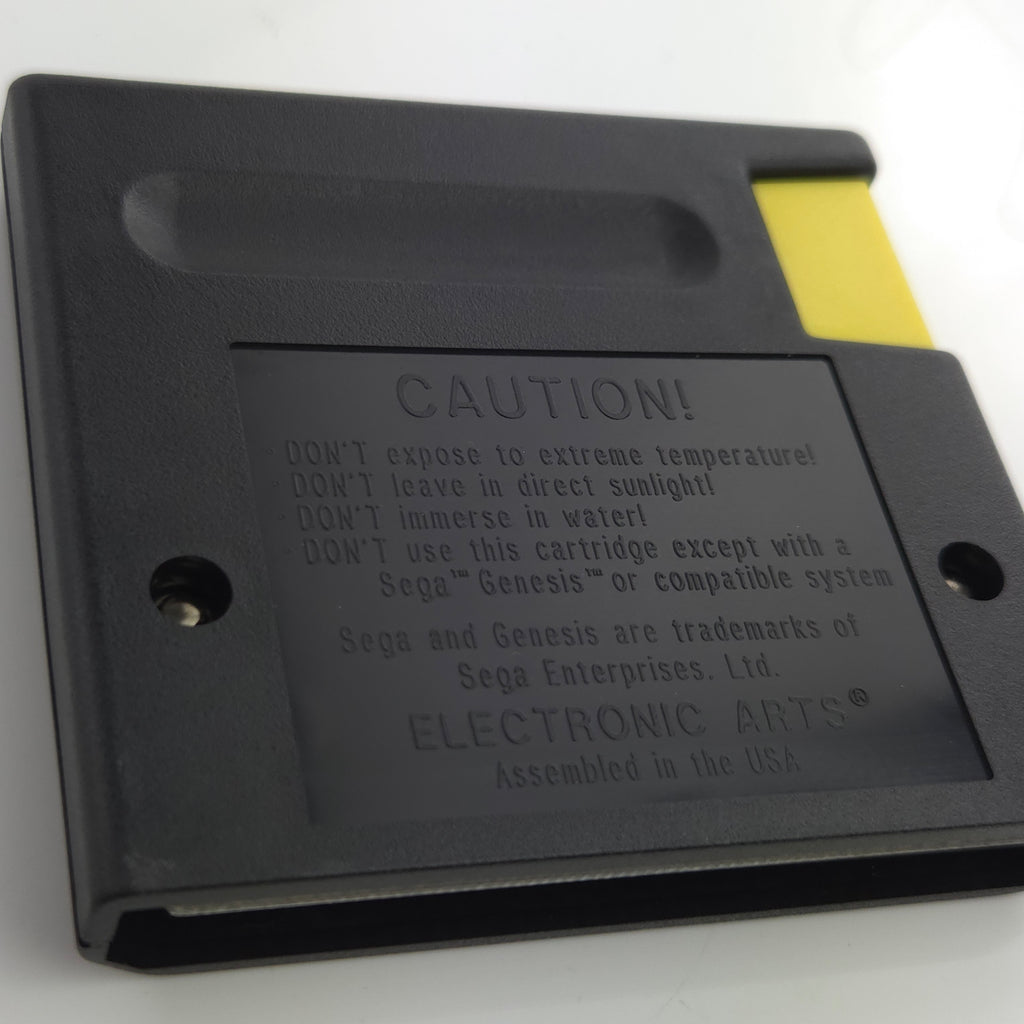 CAUTION!
· DON'T expose to extreme temperature!
· DON'T leave in direct sunlight!
· DON'T immerse in water!
· DON'T use this cartridge except with a
Sega™ Genesis™ or compatible system
Sega and Genesis are trademarks of
Sega Enterprises, Ltd.
ELECTRONIC ARTS®
Assembled in the USA